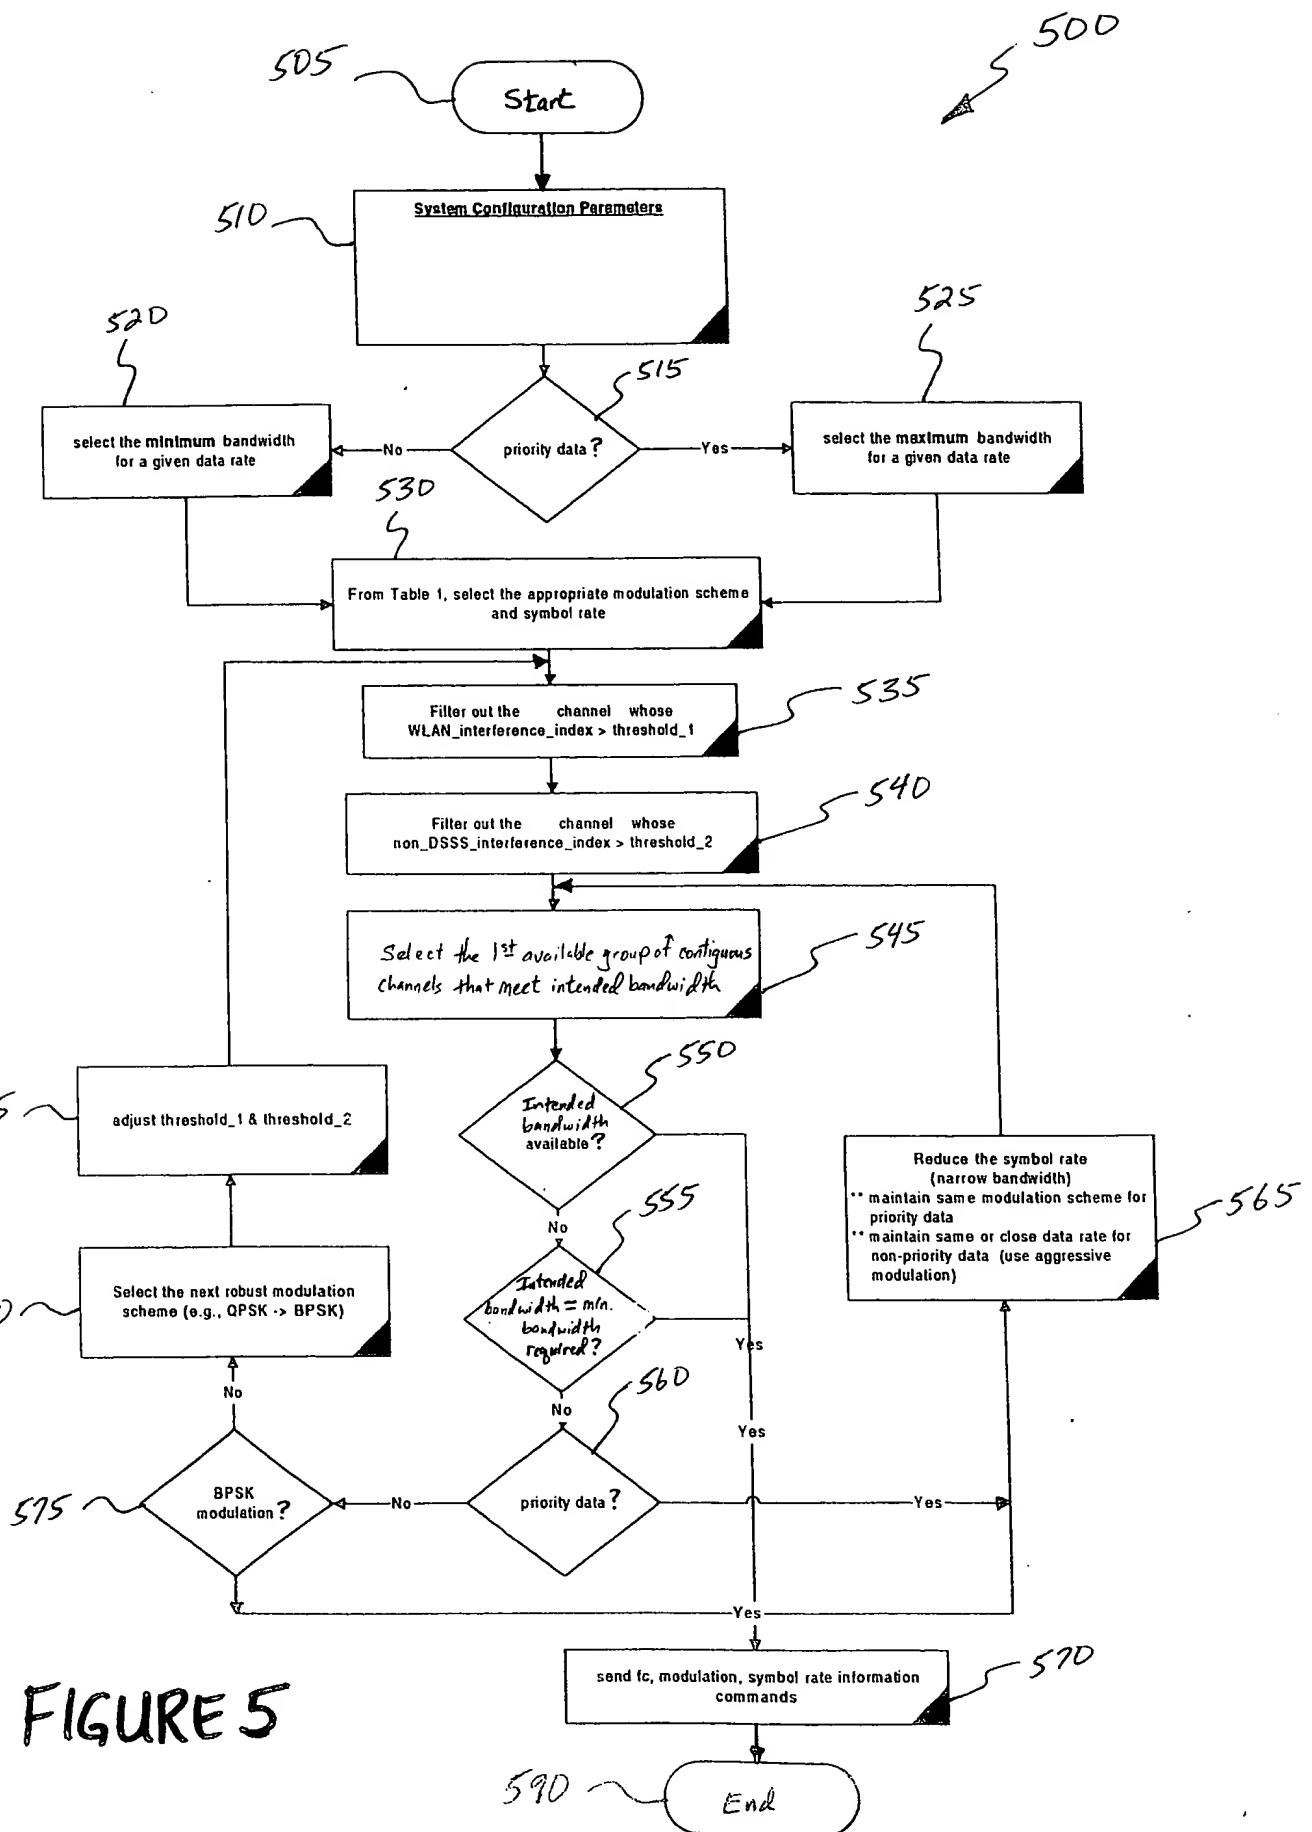 500
505
Start
510
System Configuration Parameters
520
525
515
select the minimum bandwidth
for a given data rate
No
priority data?
Yes
select the maximum bandwidth
for a given data rate
530
From Table 1, select the appropriate modulation scheme
and symbol rate
535
Filter out the channel whose
WLAN_interference_index > threshold_1
540
Filter out the channel whose
non_DSSS_interference_index > threshold_2
545
Select the 1st available group of contiguous
channels that meet intended bandwidth
550
Intended
bandwidth
available?
5
adjust threshold_1 & threshold_2
Reduce the symbol rate
(narrow bandwidth)
** maintain same modulation scheme for
priority data
** maintain same or close data rate for
non-priority data (use aggressive
modulation)
565
No
555
Intended
bandwidth = min.
bandwidth
required?
0
Select the next robust modulation
scheme (e.g., QPSK -> BPSK)
Yes
No
No
560
Yes
575
BPSK
modulation?
No
priority data?
Yes
Yes
570
send fc, modulation, symbol rate information
commands
FIGURE 5
590
End